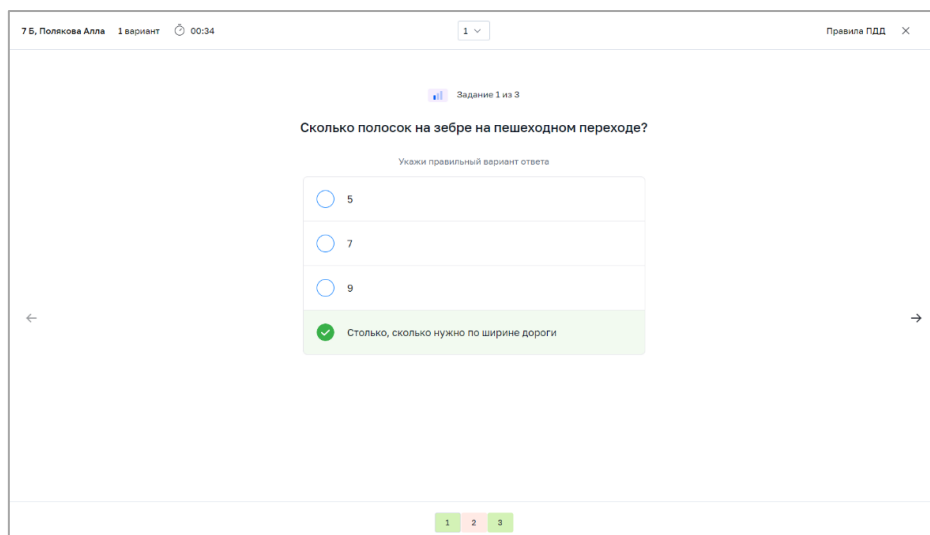 7 Б, Полякова Алла 1 вариант 00:34 1 Правила ПДД
Задание 1 из 3
Сколько полосок на зебре на пешеходном переходе?
Укажи правильный вариант ответа
5
7
9
Столько, сколько нужно по ширине дороги
1 2 3